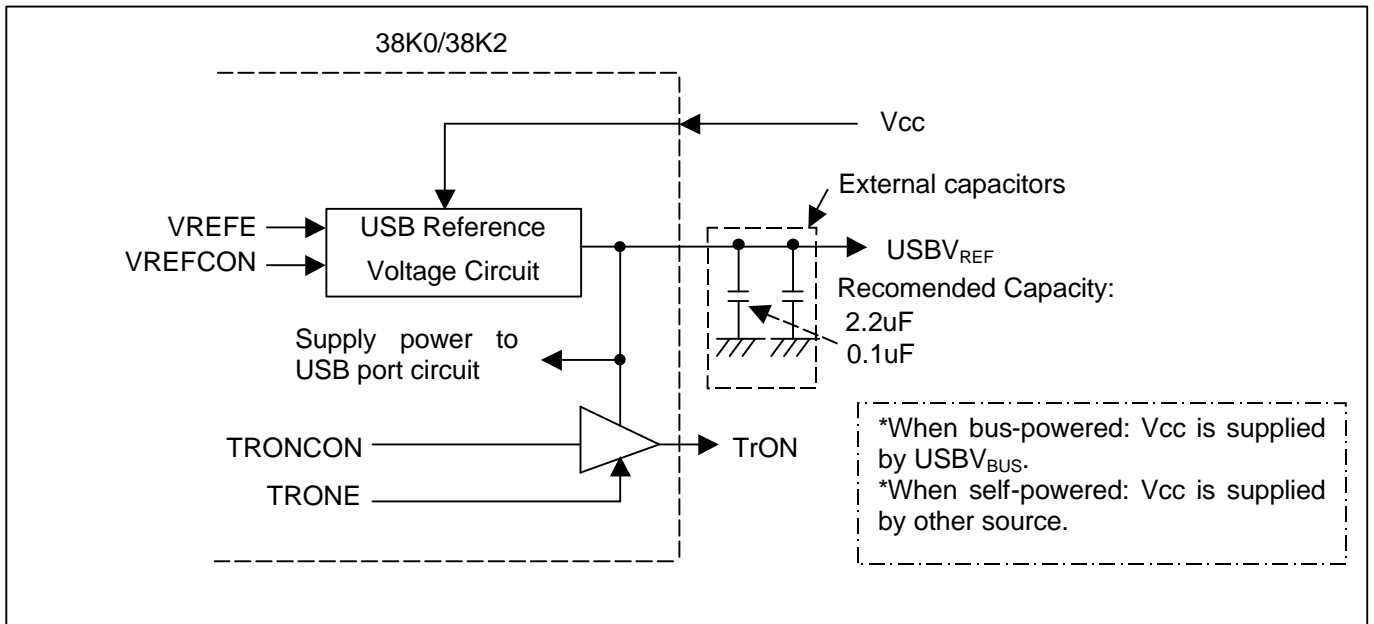 38K0/38K2
Vcc
External capacitors
VREFE
VREFCON
USB Reference
Voltage Circuit
USBVREF
Recomended Capacity:
2.2uF
0.1uF
Supply power to
USB port circuit
TRONCON
TRONE
TrON
*When bus-powered: Vcc is supplied
by USBVBUS.
*When self-powered: Vcc is supplied
by other source.